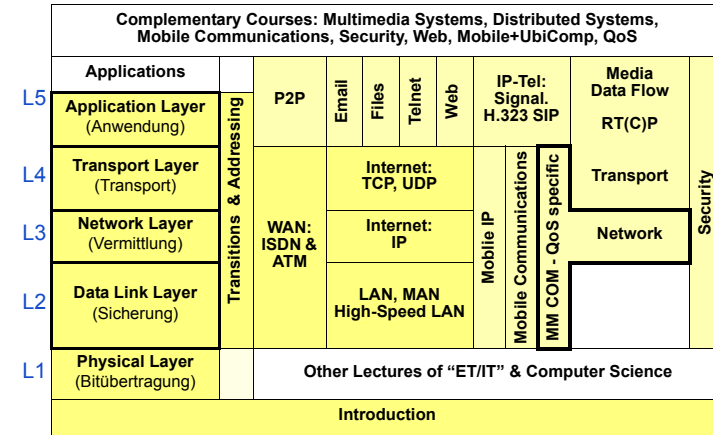 Complementary Courses: Multimedia Systems, Distributed Systems,
Mobile Communications, Security, Web, Mobile+UbiComp, QoS
Applications
L5
Application Layer
(Anwendung)
L4
Transport Layer
(Transport)
L3
Network Layer
(Vermittlung)
L2
Data Link Layer
(Sicherung)
L1
Physical Layer
(Bitübertragung)
Transitions & Addressing
P2P
Email
Files
Telnet
Web
IP-Tel:
Signal.
H.323 SIP
Media
Data Flow
RT(C)P
WAN:
ISDN &
ATM
Internet:
TCP, UDP
Internet:
IP
LAN, MAN
High-Speed LAN
Moblie IP
Mobile Communications
MM COM - QoS specific
Transport
Network
Security
Other Lectures of “ET/IT” & Computer Science
Introduction